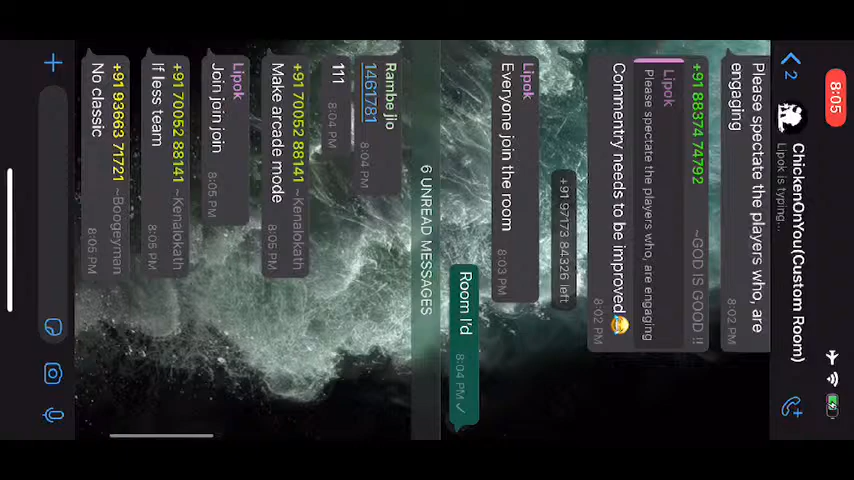 8:05
2
ChickenOnYou(Custom Room)
Lipok is typing...
Please spectate the players who, are
engaging
8:02 PM
+91 88374 74792
~GOD IS GOOD !!
Lipok
Please spectate the players who, are engaging
Commentry needs to be improved😂
8:02 PM
+91 97173 84326 left
Lipok
Everyone join the room
8:03 PM
Room I'd
8:04 PM
6 UNREAD MESSAGES
Rambe jio
1461781
8:04 PM
111
8:04 PM
+91 70052 88141 ~Kenalokath
Make arcade mode
8:05 PM
Lipok
Join join join
8:05 PM
+91 70052 88141 ~Kenalokath
If less team
8:05 PM
+91 93663 71721 ~Boogeyman
No classic
8:05 PM